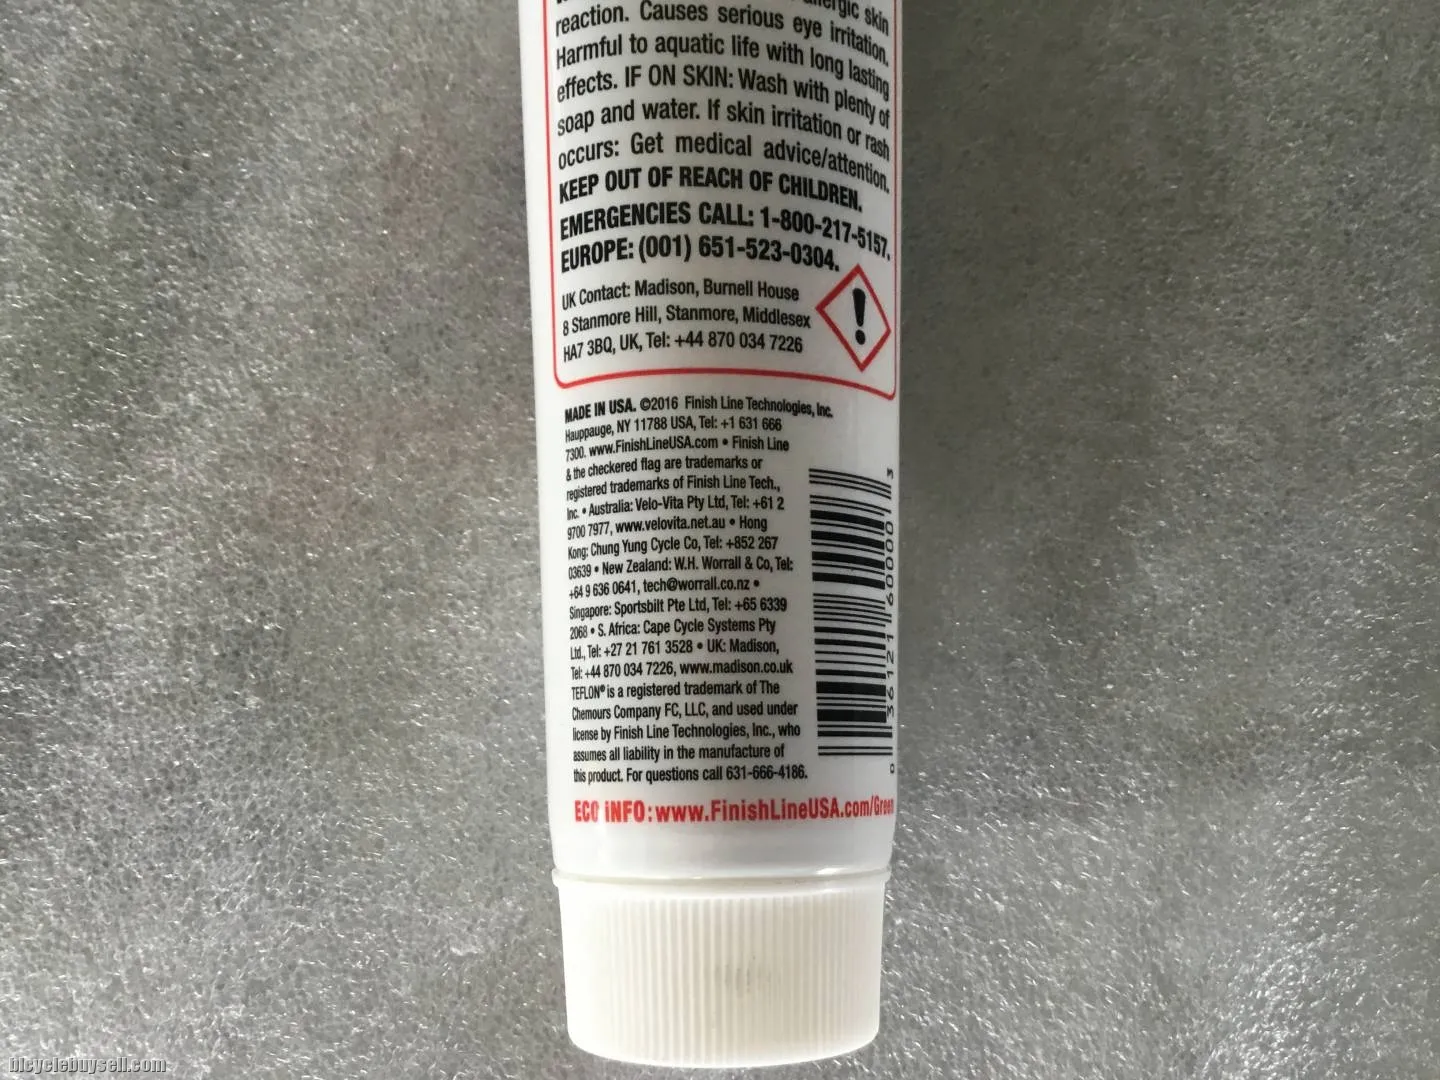 allergic skin
reaction. Causes serious eye irritation.
Harmful to aquatic life with long lasting
effects. IF ON SKIN: Wash with plenty of
soap and water. If skin irritation or rash
occurs: Get medical advice/attention.
KEEP OUT OF REACH OF CHILDREN.
EMERGENCIES CALL: 1-800-217-5157.
EUROPE: (001) 651-523-0304.
UK Contact: Madison, Burnell House
8 Stanmore Hill, Stanmore, Middlesex
HA7 3BQ, UK, Tel: +44 870 034 7226
MADE IN USA. ©2016 Finish Line Technologies, Inc.
Hauppauge, NY 11788 USA, Tel: +1 631 666
7300. www.FinishLineUSA.com • Finish Line
& the checkered flag are trademarks or
registered trademarks of Finish Line Tech.,
Inc. • Australia: Velo-Vita Pty Ltd, Tel: +61 2
9700 7977, www.velovita.net.au • Hong
Kong: Chung Yung Cycle Co, Tel: +852 267
03639 • New Zealand: W.H. Worrall & Co, Tel:
+64 9 636 0641, tech@worrall.co.nz •
Singapore: Sportsbilt Pte Ltd, Tel: +65 6339
2068 • S. Africa: Cape Cycle Systems Pty
Ltd., Tel: +27 21 761 3528 • UK: Madison,
Tel: +44 870 034 7226, www.madison.co.uk
TEFLON® is a registered trademark of The
Chemours Company FC, LLC, and used under
license by Finish Line Technologies, Inc., who
assumes all liability in the manufacture of
this product. For questions call 631-666-4186.
0 36121 60000 3
ECO iNFO: www.FinishLineUSA.com/Green
bicyclebuysell.com